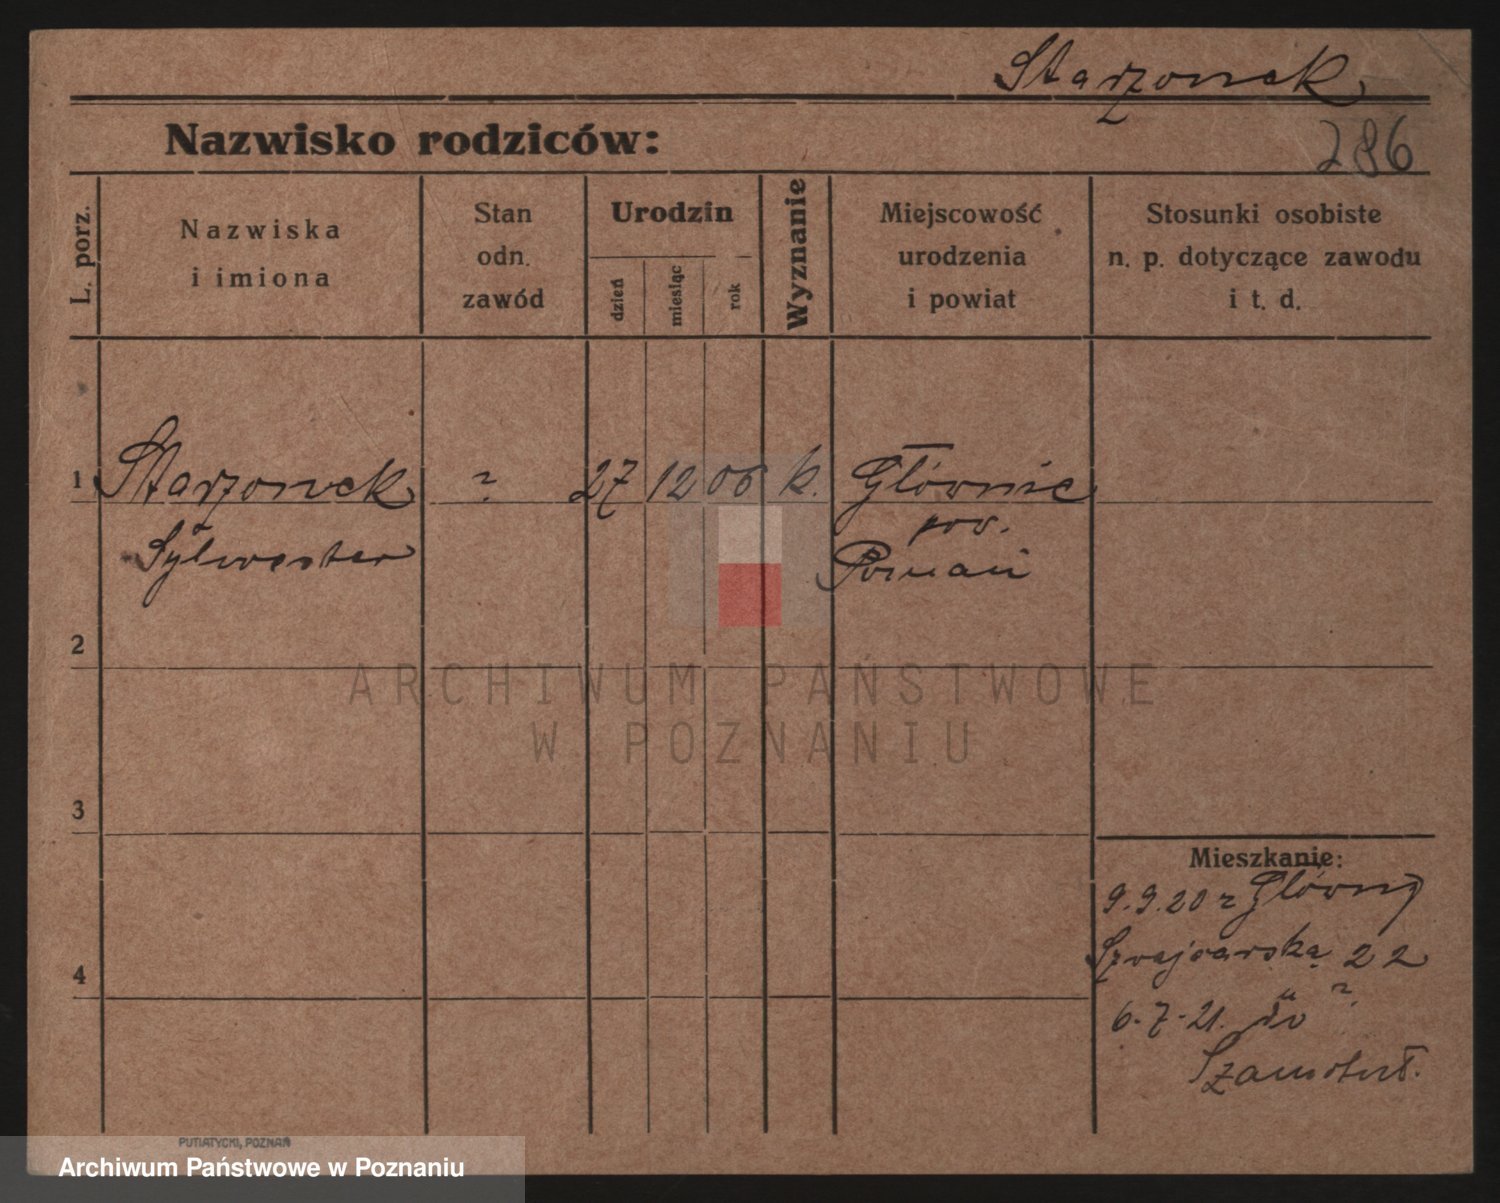 Starzonek
Nazwisko rodziców:
286
L. porz.
Nazwiska
i imiona
Stan
odn.
zawód
Urodzin
dzień
miesiąc
rok
Wyznanie
Miejscowość
urodzenia
i powiat
Stosunki osobiste
n. p. dotyczące zawodu
i t. d.
1
Starzonek
?
27
12
06
k.
Głównie
pow.
Sylwester
Poznań
2
ARCHIWUM PAŃSTWOWE
W POZNANIU
3
Mieszkanie:
9.9.20 z Główny
Szwajcarska 22
4
6.7.21. do
Szamotuł.
PUTIATYCKI, POZNAŃ
Archiwum Państwowe w Poznaniu